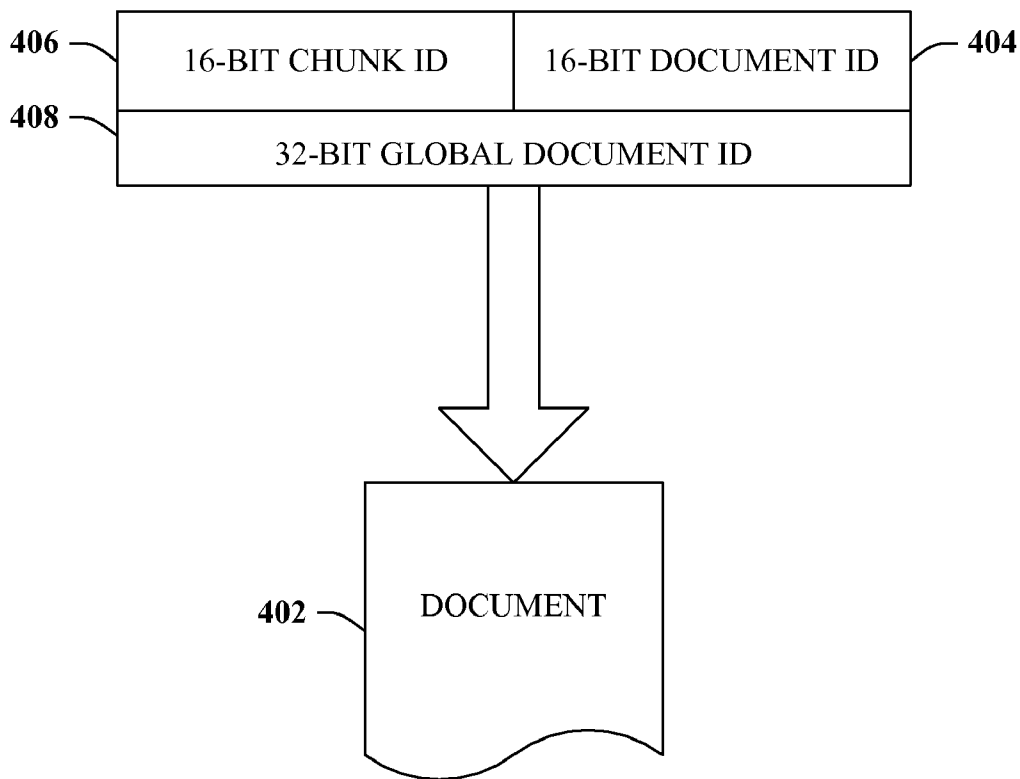 406 16-BIT CHUNK ID 16-BIT DOCUMENT ID 404
408
32-BIT GLOBAL DOCUMENT ID
DOCUMENT
402